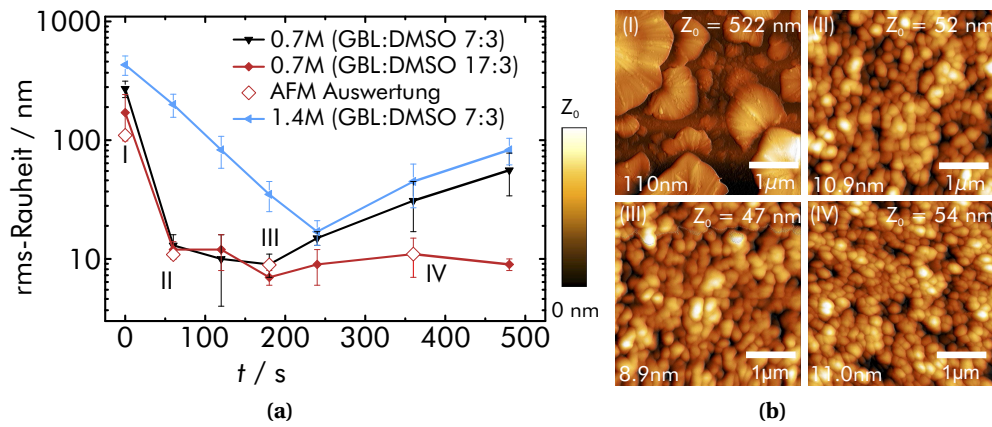 1000
100
10
rms-Rauheit / nm
0.7M (GBL:DMSO 7:3)
0.7M (GBL:DMSO 17:3)
AFM Auswertung
1.4M (GBL:DMSO 7:3)
I
II
III
IV
0 100 200 300 400 500
t / s
(a)
Z₀
0 nm
(I) Z₀ = 522 nm
110nm 1µm
(II) Z₀ = 52 nm
10.9nm 1µm
(III) Z₀ = 47 nm
8.9nm 1µm
(IV) Z₀ = 54 nm
11.0nm 1µm
(b)